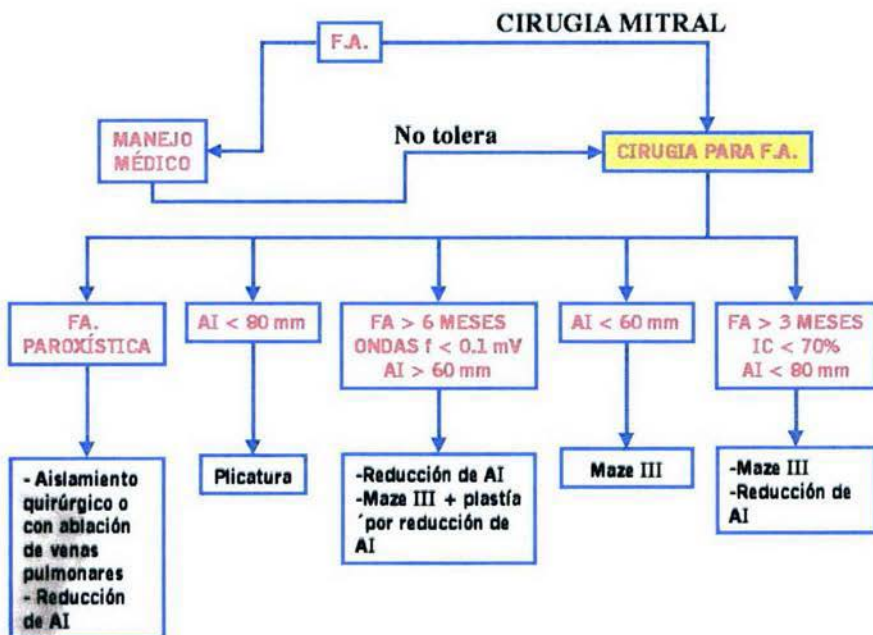 CIRUGIA MITRAL
F.A.
MANEJO
MÉDICO
No tolera
CIRUGIA PARA F.A.
FA.
PAROXÍSTICA
AI < 80 mm
FA > 6 MESES
ONDAS f < 0.1 mV
AI > 60 mm
AI < 60 mm
FA > 3 MESES
IC < 70%
AI < 80 mm
- Aislamiento
quirúrgico o
con ablación
de venas
pulmonares
- Reducción
de AI
Plicatura
-Reducción de AI
-Maze III + plastía
´por reducción de
AI
Maze III
-Maze III
-Reducción de
AI